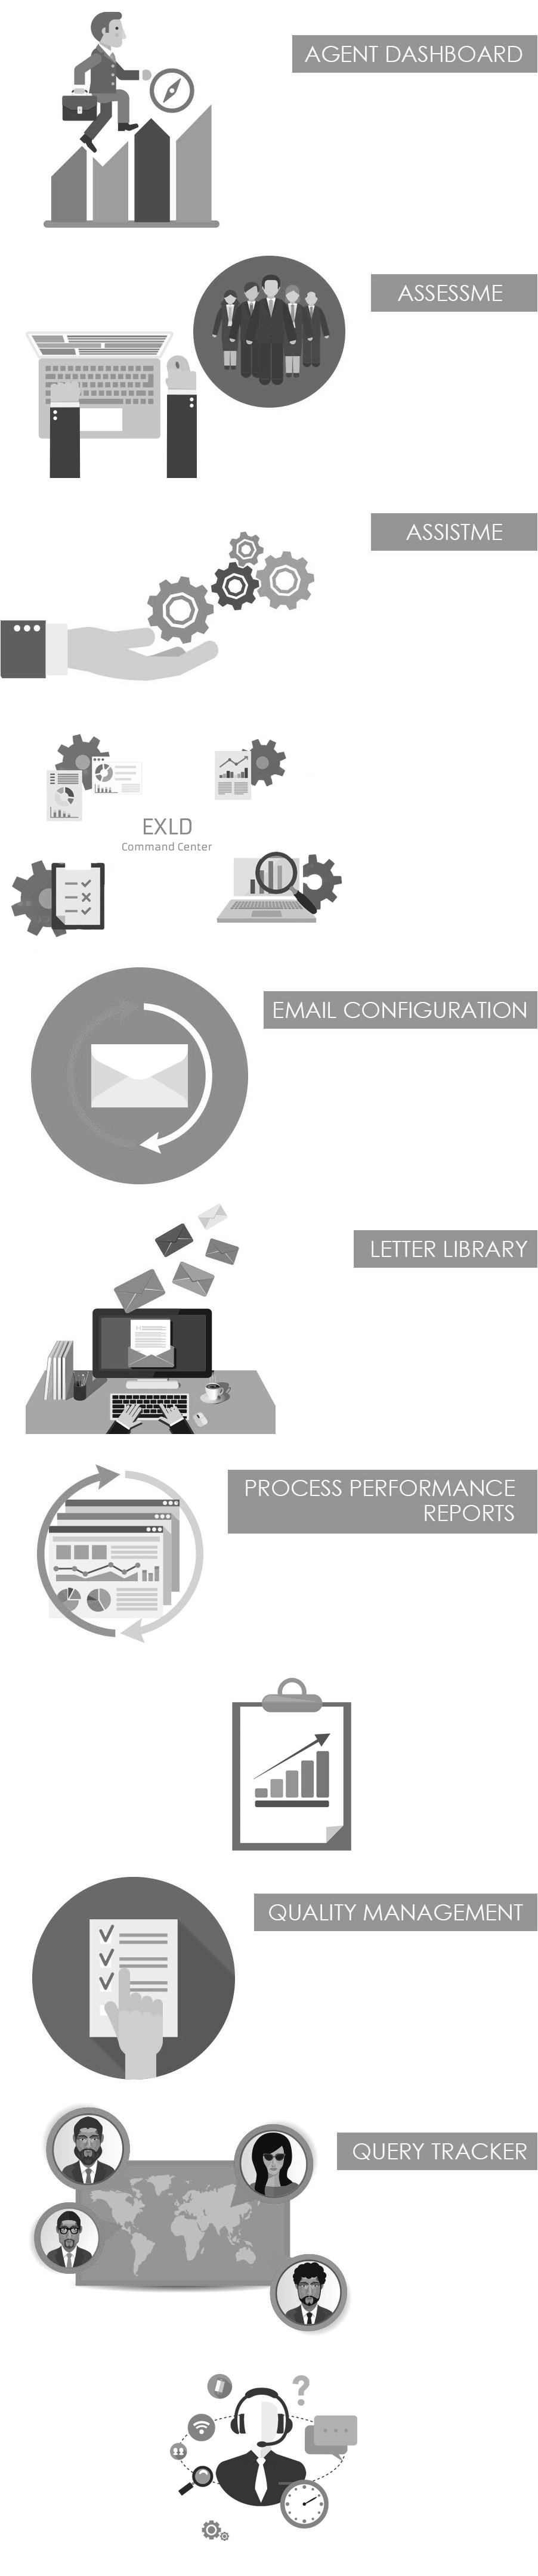 AGENT DASHBOARD
ASSESSME
ASSISTME
EXLD
Command Center
EMAIL CONFIGURATION
LETTER LIBRARY
PROCESS PERFORMANCE
REPORTS
QUALITY MANAGEMENT
QUERY TRACKER
?